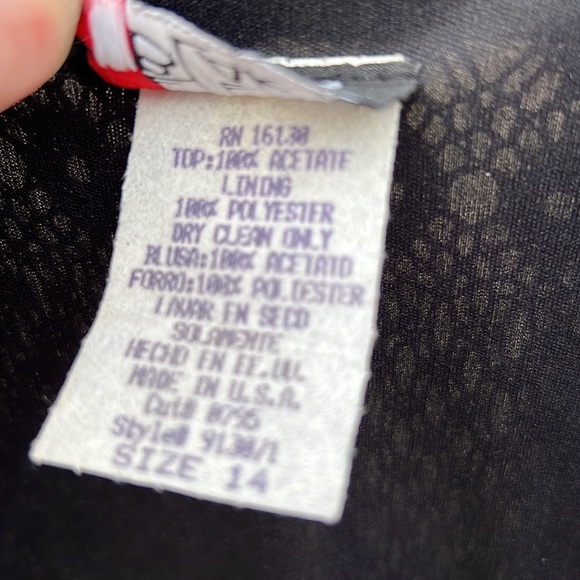 RN 16130
TOP:100% ACETATE
LINING
100% POLYESTER
DRY CLEAN ONLY
BLUSA:100% ACETATO
FORRO:100% POLIESTER
LAVAR EN SECO
SOLAMENTE
HECHO EN EE.UU.
MADE IN U.S.A.
Cut# 0795
Style# 9130/1
SIZE 14